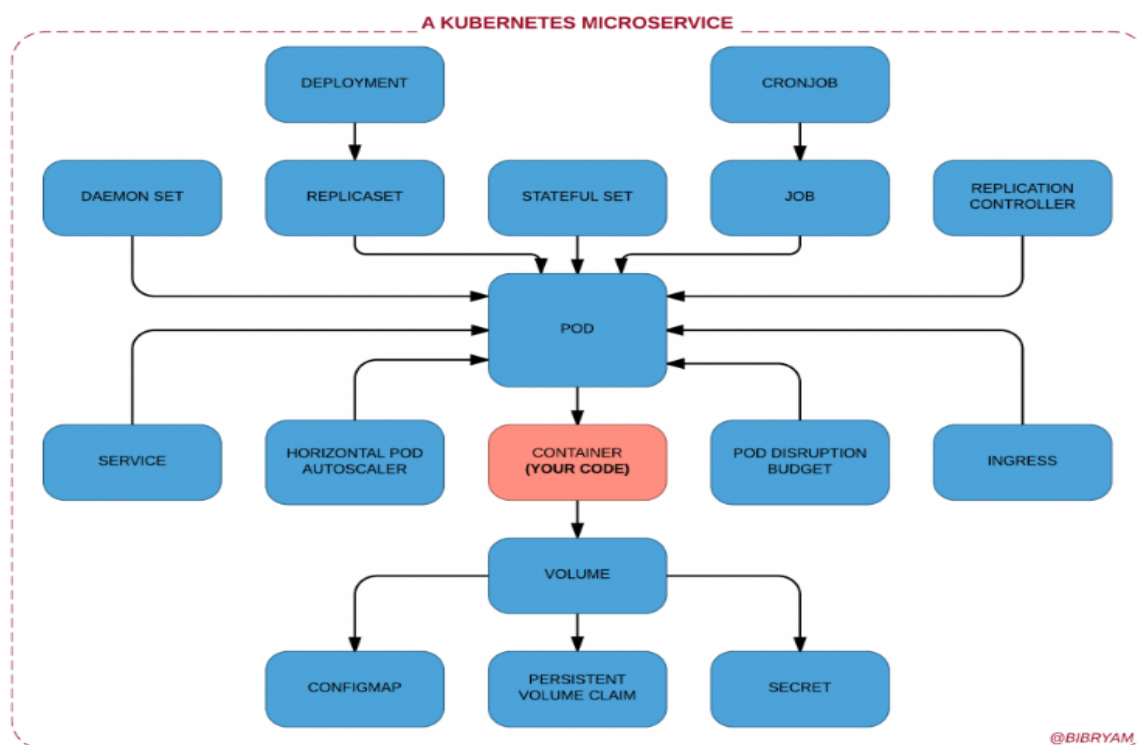 A KUBERNETES MICROSERVICE
DEPLOYMENT
CRONJOB
DAEMON SET
REPLICASET
STATEFUL SET
JOB
REPLICATION
CONTROLLER
POD
SERVICE
HORIZONTAL POD
AUTOSCALER
CONTAINER
(YOUR CODE)
POD DISRUPTION
BUDGET
INGRESS
VOLUME
CONFIGMAP
PERSISTENT
VOLUME CLAIM
SECRET
@BIBRYAM